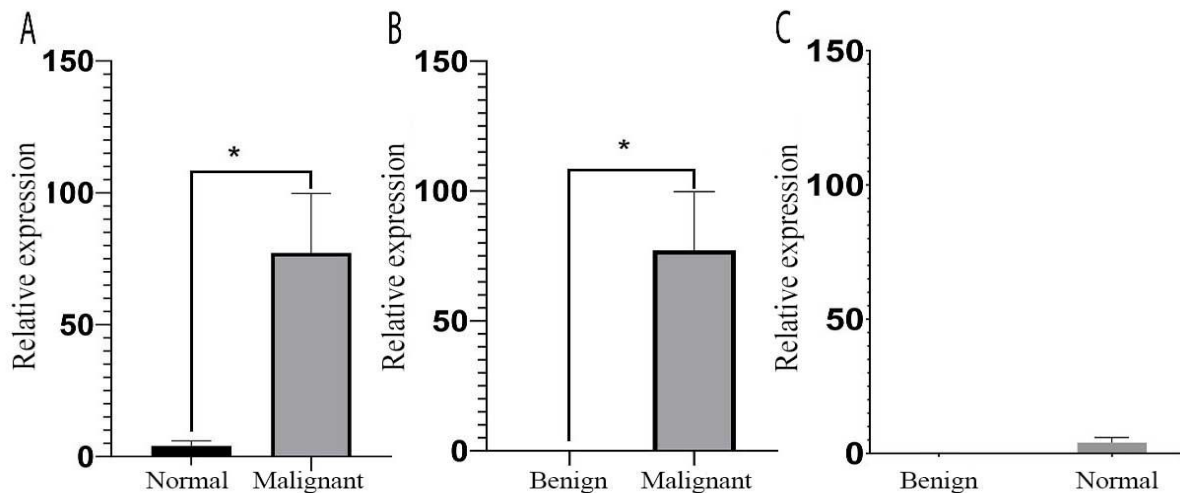 A
Relative expression
150
100
50
0
*
Normal
Malignant
B
Relative expression
150
100
50
0
*
Benign
Malignant
C
Relative expression
150
100
50
0
Benign
Normal